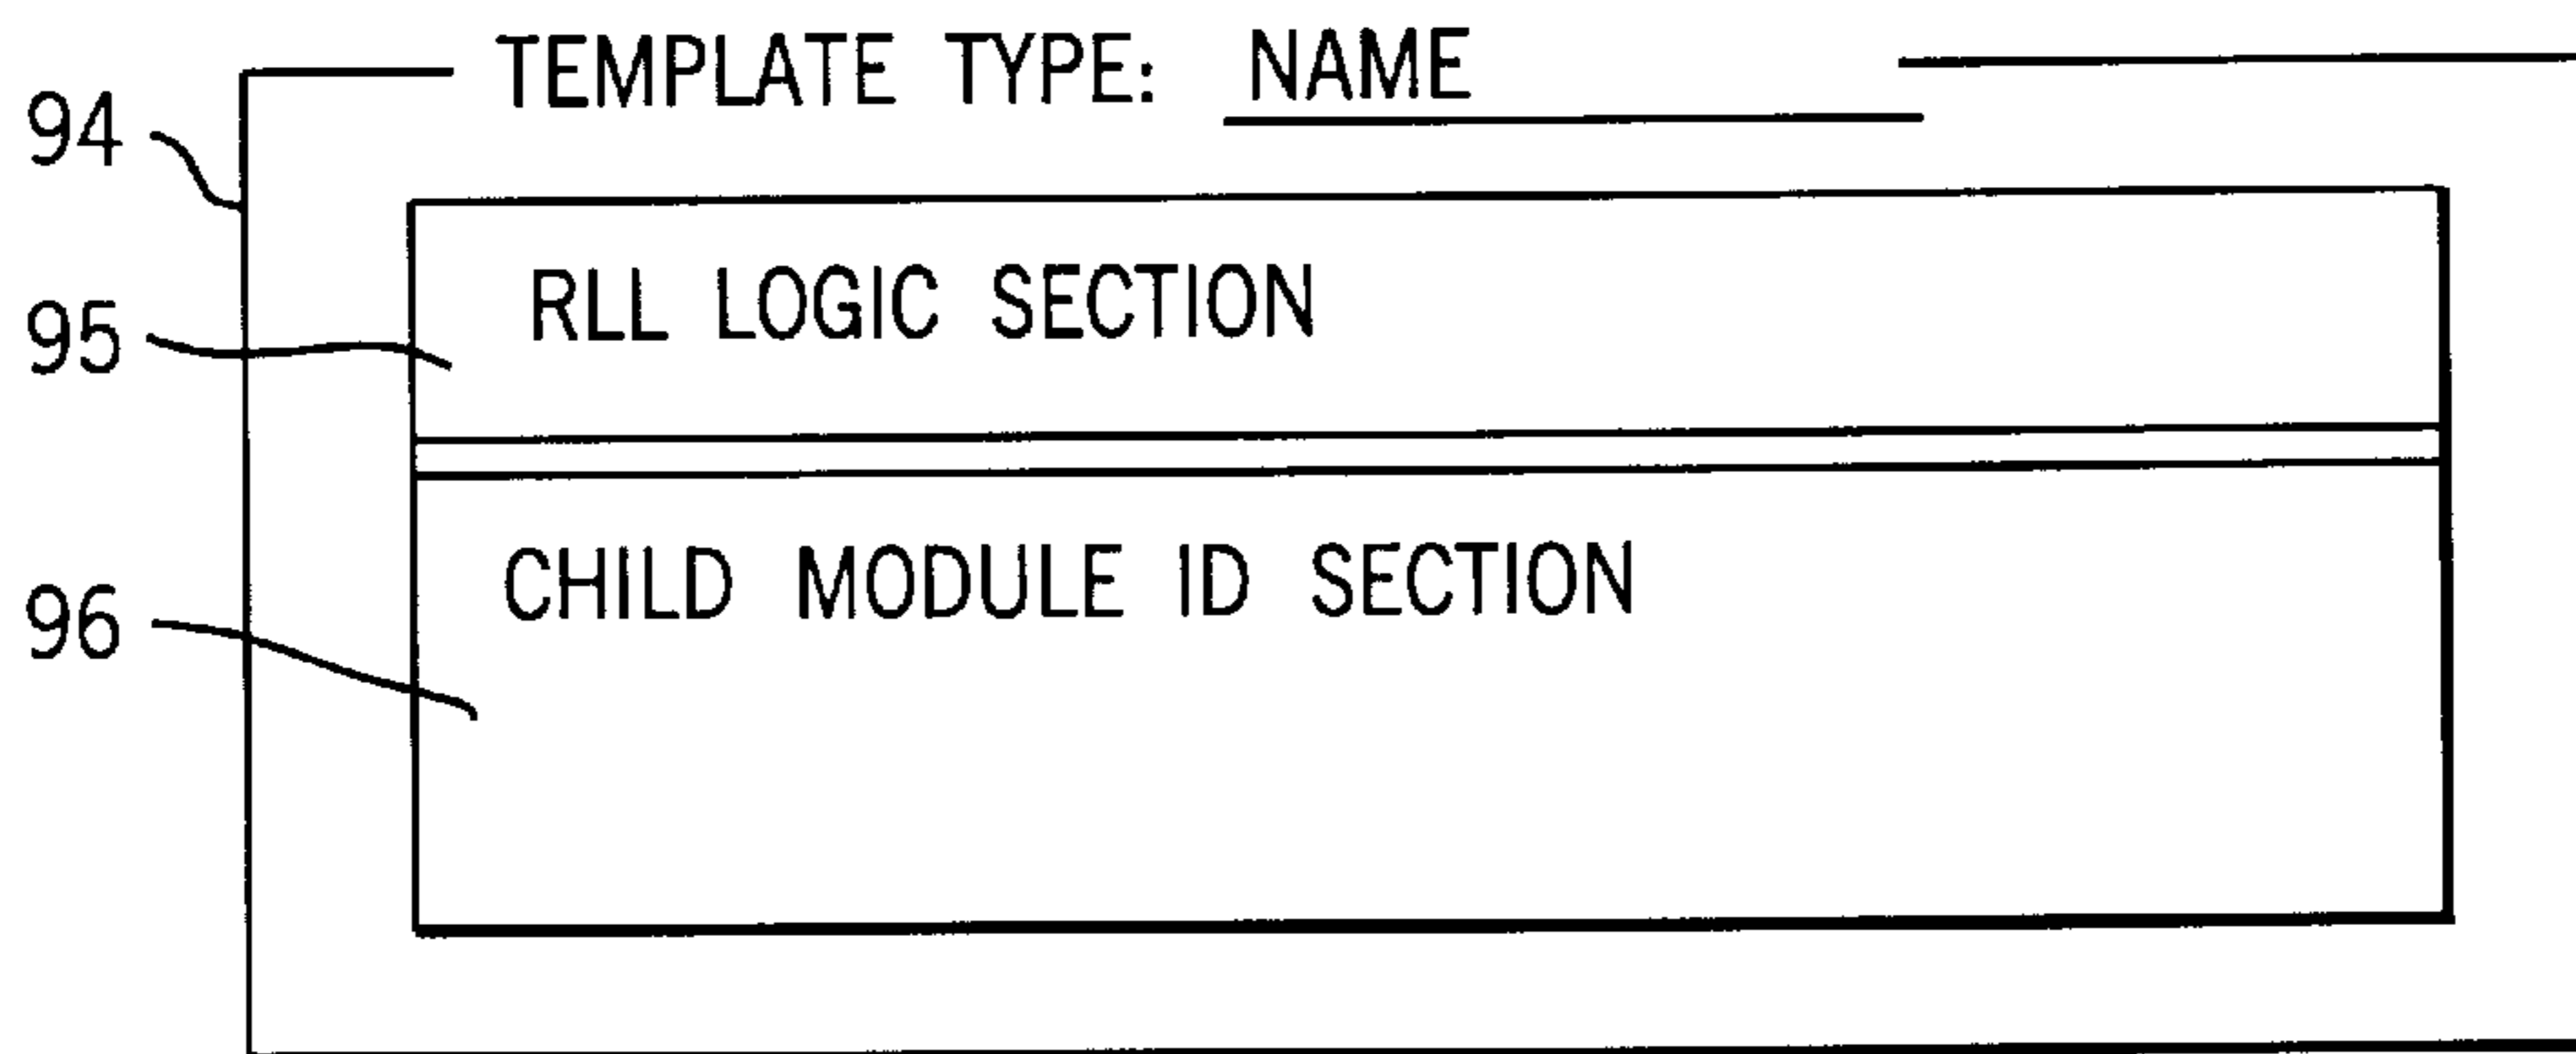 TEMPLATE TYPE: NAME
94
RLL LOGIC SECTION
95
CHILD MODULE ID SECTION
96